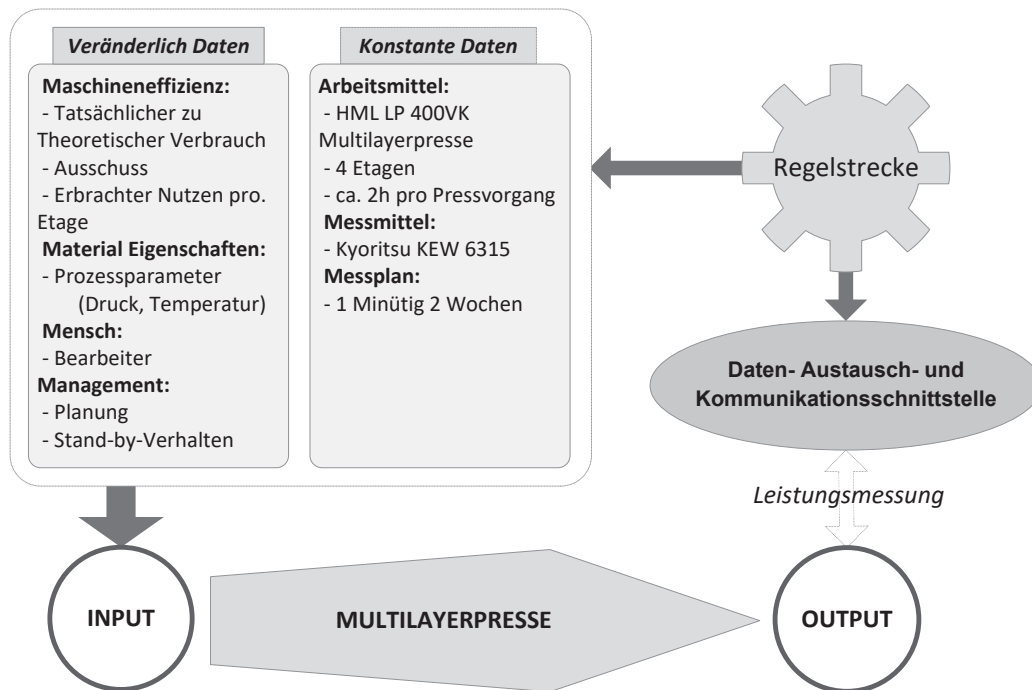 Veränderlich Daten
Maschineneffizienz:
- Tatsächlicher zu
Theoretischer Verbrauch
- Ausschuss
- Erbrachter Nutzen pro.
Etage
Material Eigenschaften:
- Prozessparameter
(Druck, Temperatur)
Mensch:
- Bearbeiter
Management:
- Planung
- Stand-by-Verhalten
Konstante Daten
Arbeitsmittel:
- HML LP 400VK
Multilayerpresse
- 4 Etagen
- ca. 2h pro Pressvorgang
Messmittel:
- Kyoritsu KEW 6315
Messplan:
- 1 Minütig 2 Wochen
Regelstrecke
Daten- Austausch- und
Kommunikationsschnittstelle
Leistungsmessung
INPUT
MULTILAYERPRESSE
OUTPUT